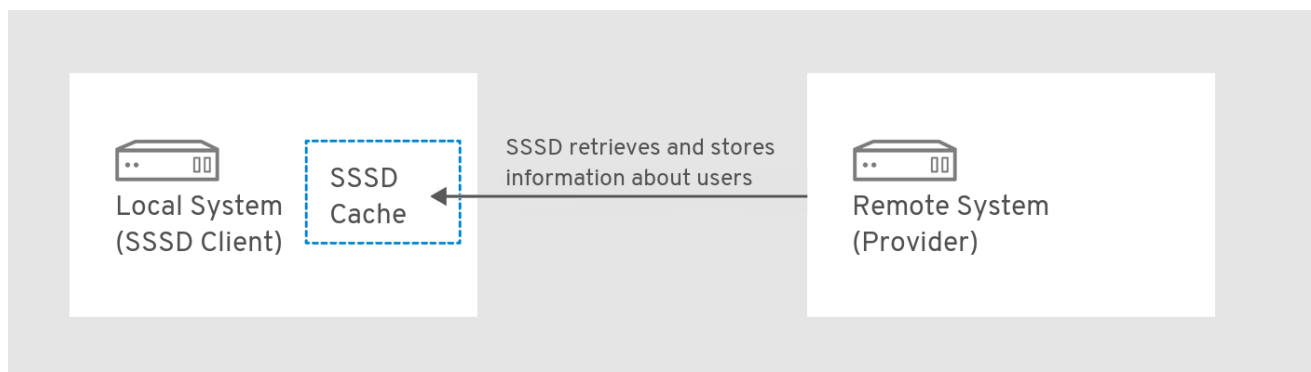 SSSD retrieves and stores
information about users
SSSD
Cache
Local System
(SSSD Client)
Remote System
(Provider)